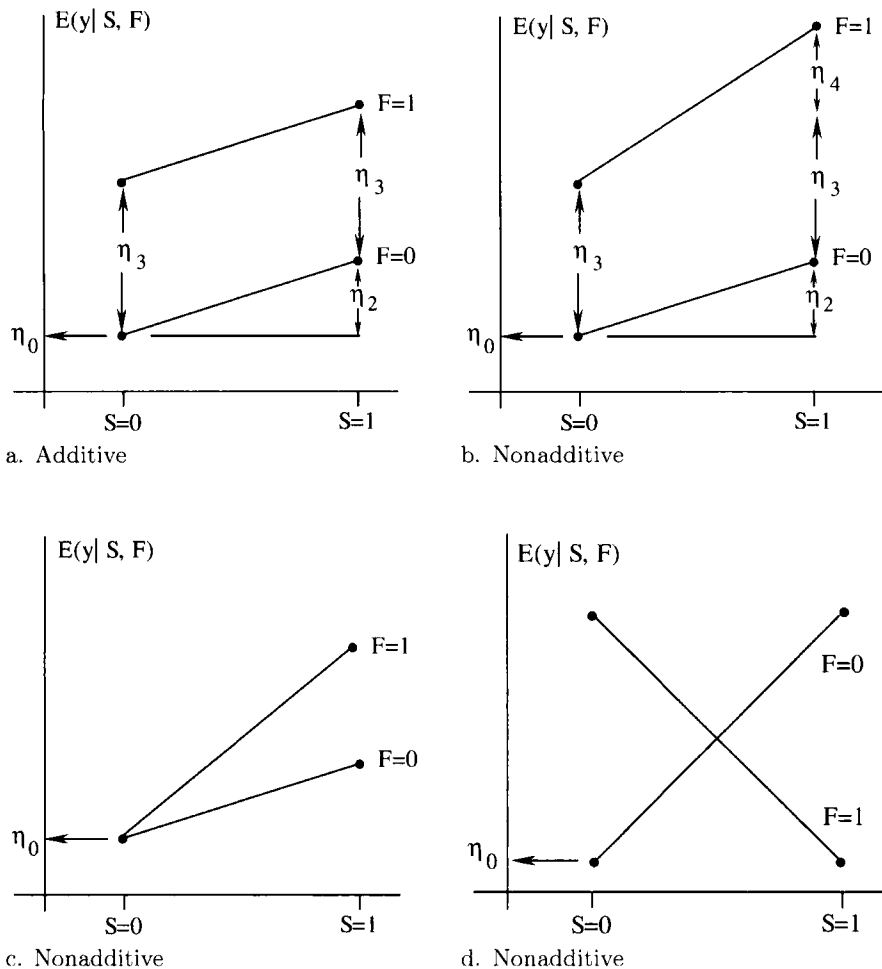 E(y| S, F)
F=1
η3
η3
F=0
η2
η0
S=0
S=1
a. Additive
E(y| S, F)
F=1
η4
η3
η3
F=0
η2
η0
S=0
S=1
b. Nonadditive
E(y| S, F)
F=1
F=0
η0
S=0
S=1
c. Nonadditive
E(y| S, F)
F=0
F=1
η0
S=0
S=1
d. Nonadditive